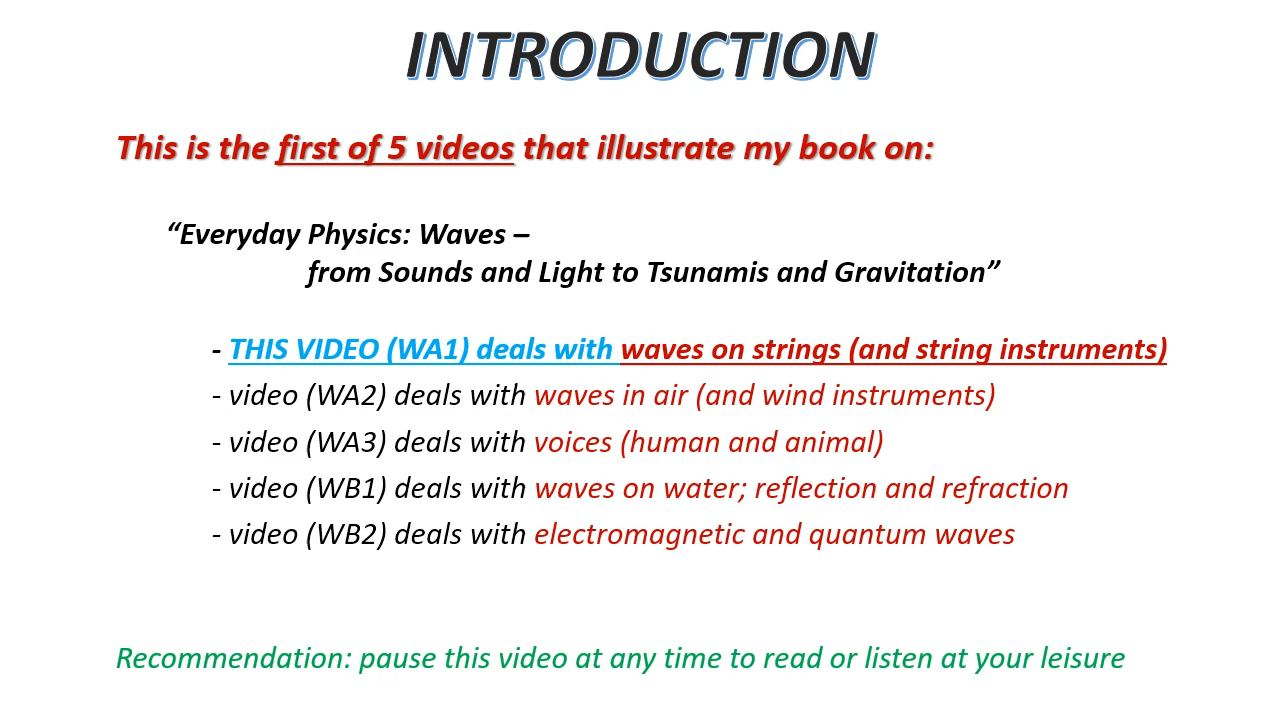 INTRODUCTION
This is the first of 5 videos that illustrate my book on:
“Everyday Physics: Waves –
from Sounds and Light to Tsunamis and Gravitation”
- THIS VIDEO (WA1) deals with waves on strings (and string instruments)
- video (WA2) deals with waves in air (and wind instruments)
- video (WA3) deals with voices (human and animal)
- video (WB1) deals with waves on water; reflection and refraction
- video (WB2) deals with electromagnetic and quantum waves
Recommendation: pause this video at any time to read or listen at your leisure